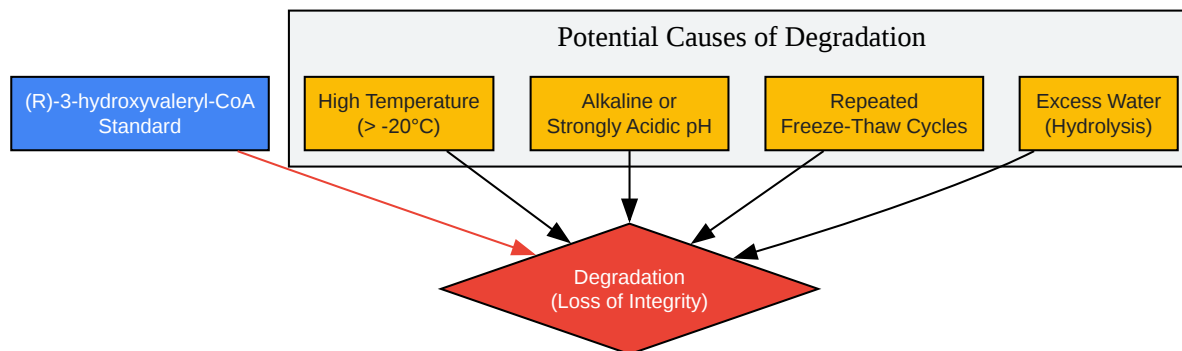 Potential Causes of Degradation
(R)-3-hydroxyvaleryl-CoA
Standard
High Temperature
(> -20°C)
Alkaline or
Strongly Acidic pH
Repeated
Freeze-Thaw Cycles
Excess Water
(Hydrolysis)
Degradation
(Loss of Integrity)